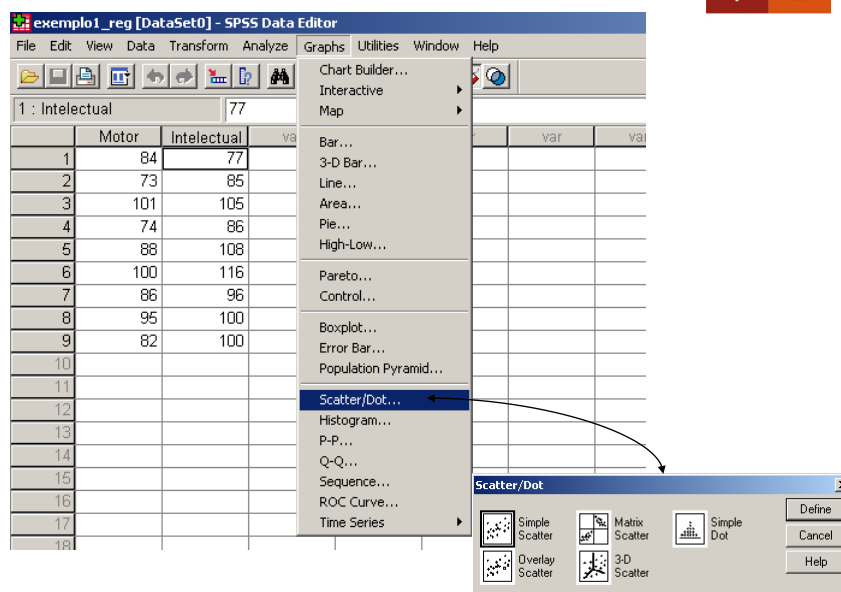 exemplo1_reg [DataSet0] - SPSS Data Editor
File Edit View Data Transform Analyze Graphs Utilities Window Help
1 : Intelectual 77
Motor Intelectual var var
1 84 77
2 73 85
3 101 105
4 74 86
5 88 108
6 100 116
7 86 96
8 95 100
9 82 100
10
11
12
13
14
15
16
17
18
Chart Builder...
Interactive
Map
Bar...
3-D Bar...
Line...
Area...
Pie...
High-Low...
Pareto...
Control...
Boxplot...
Error Bar...
Population Pyramid...
Scatter/Dot...
Histogram...
P-P...
Q-Q...
Sequence...
ROC Curve...
Time Series
Scatter/Dot
Simple Scatter
Matrix Scatter
Simple Dot
Overlay Scatter
3-D Scatter
Define
Cancel
Help